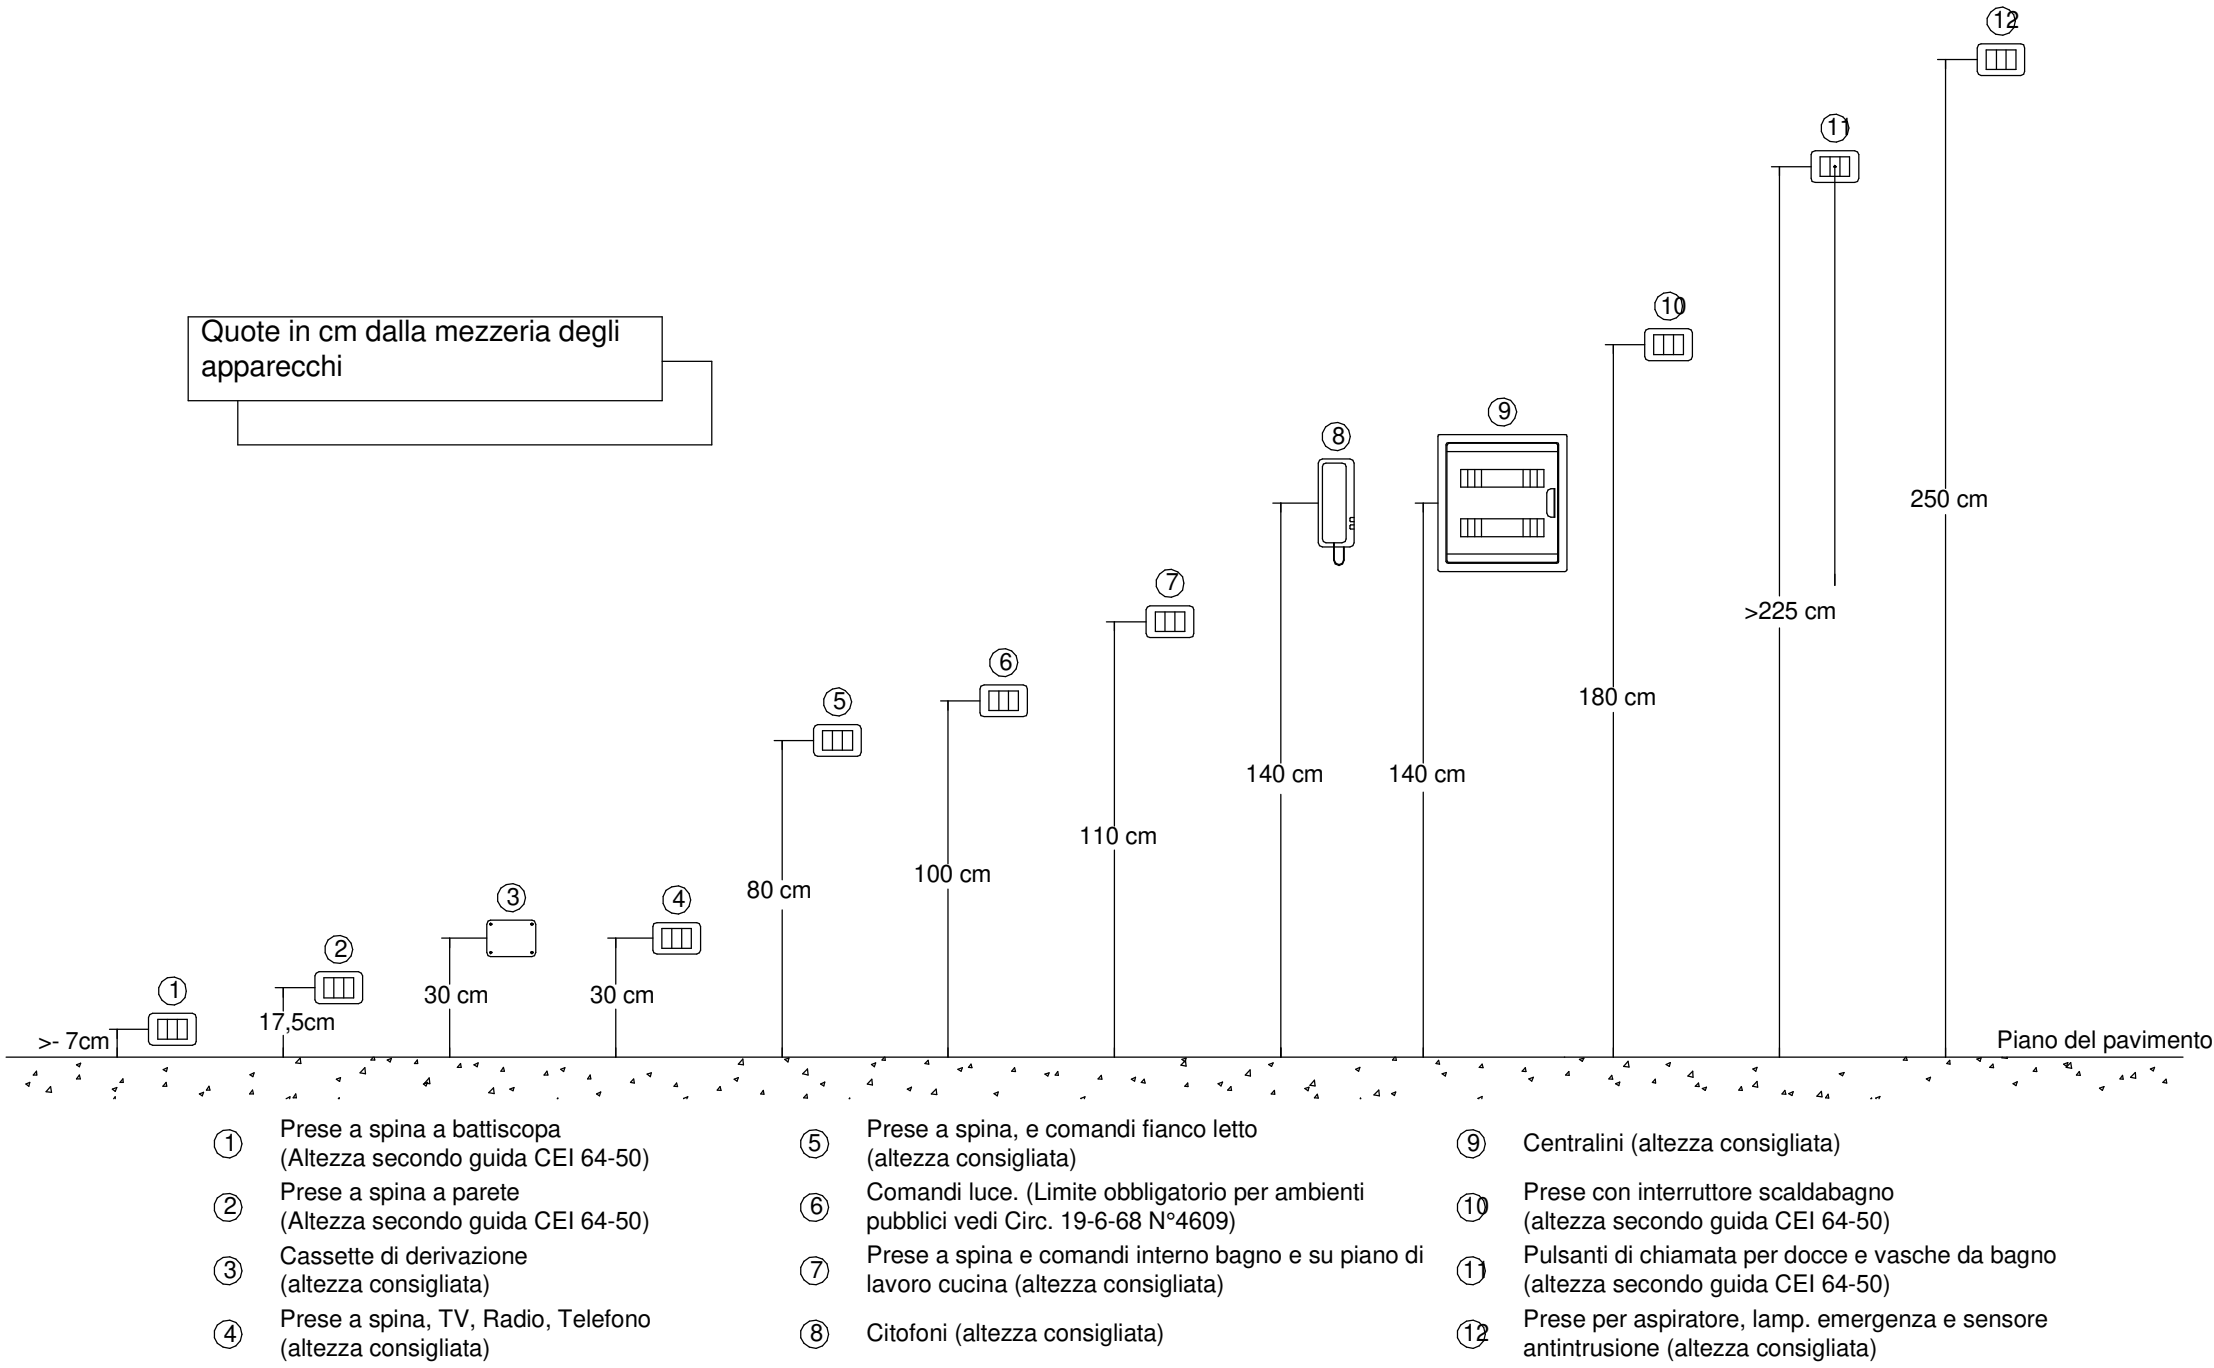 12
11
10
Quote in cm dalla mezzeria degli
apparecchi
9
8
250 cm
7
>225 cm
6
180 cm
5
140 cm
140 cm
110 cm
100 cm
80 cm
3
4
2
30 cm
30 cm
1
17,5cm
>- 7cm
Piano del pavimento
1 Prese a spina a battiscopa
(Altezza secondo guida CEI 64-50)
2 Prese a spina a parete
(Altezza secondo guida CEI 64-50)
3 Cassette di derivazione
(altezza consigliata)
4 Prese a spina, TV, Radio, Telefono
(altezza consigliata)
5 Prese a spina, e comandi fianco letto
(altezza consigliata)
6 Comandi luce. (Limite obbligatorio per ambienti
pubblici vedi Circ. 19-6-68 N°4609)
7 Prese a spina e comandi interno bagno e su piano di
lavoro cucina (altezza consigliata)
8 Citofoni (altezza consigliata)
9 Centralini (altezza consigliata)
10 Prese con interruttore scaldabagno
(altezza secondo guida CEI 64-50)
11 Pulsanti di chiamata per docce e vasche da bagno
(altezza secondo guida CEI 64-50)
12 Prese per aspiratore, lamp. emergenza e sensore
antintrusione (altezza consigliata)